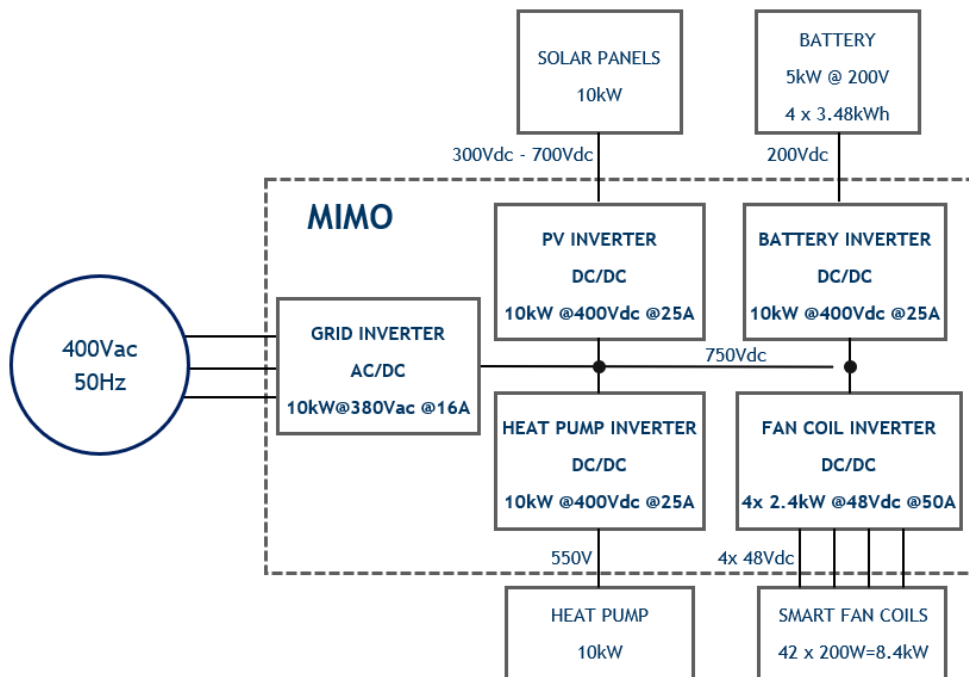 SOLAR PANELS
10kW
BATTERY
5kW @ 200V
4 x 3.48kWh
300Vdc - 700Vdc
200Vdc
MIMO
PV INVERTER
DC/DC
10kW @400Vdc @25A
BATTERY INVERTER
DC/DC
10kW @400Vdc @25A
400Vac
50Hz
GRID INVERTER
AC/DC
10kW@380Vac @16A
750Vdc
HEAT PUMP INVERTER
DC/DC
10kW @400Vdc @25A
FAN COIL INVERTER
DC/DC
4x 2.4kW @48Vdc @50A
550V
4x 48Vdc
HEAT PUMP
10kW
SMART FAN COILS
42 x 200W=8.4kW